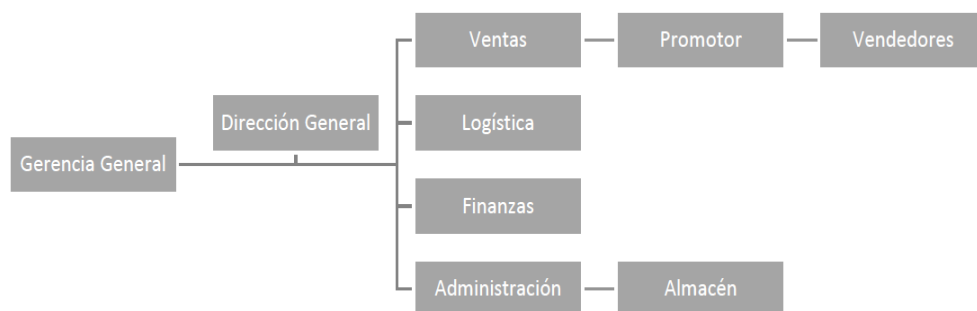 Ventas
Promotor
Vendedores
Dirección General
Logística
Gerencia General
Finanzas
Administración
Almacén